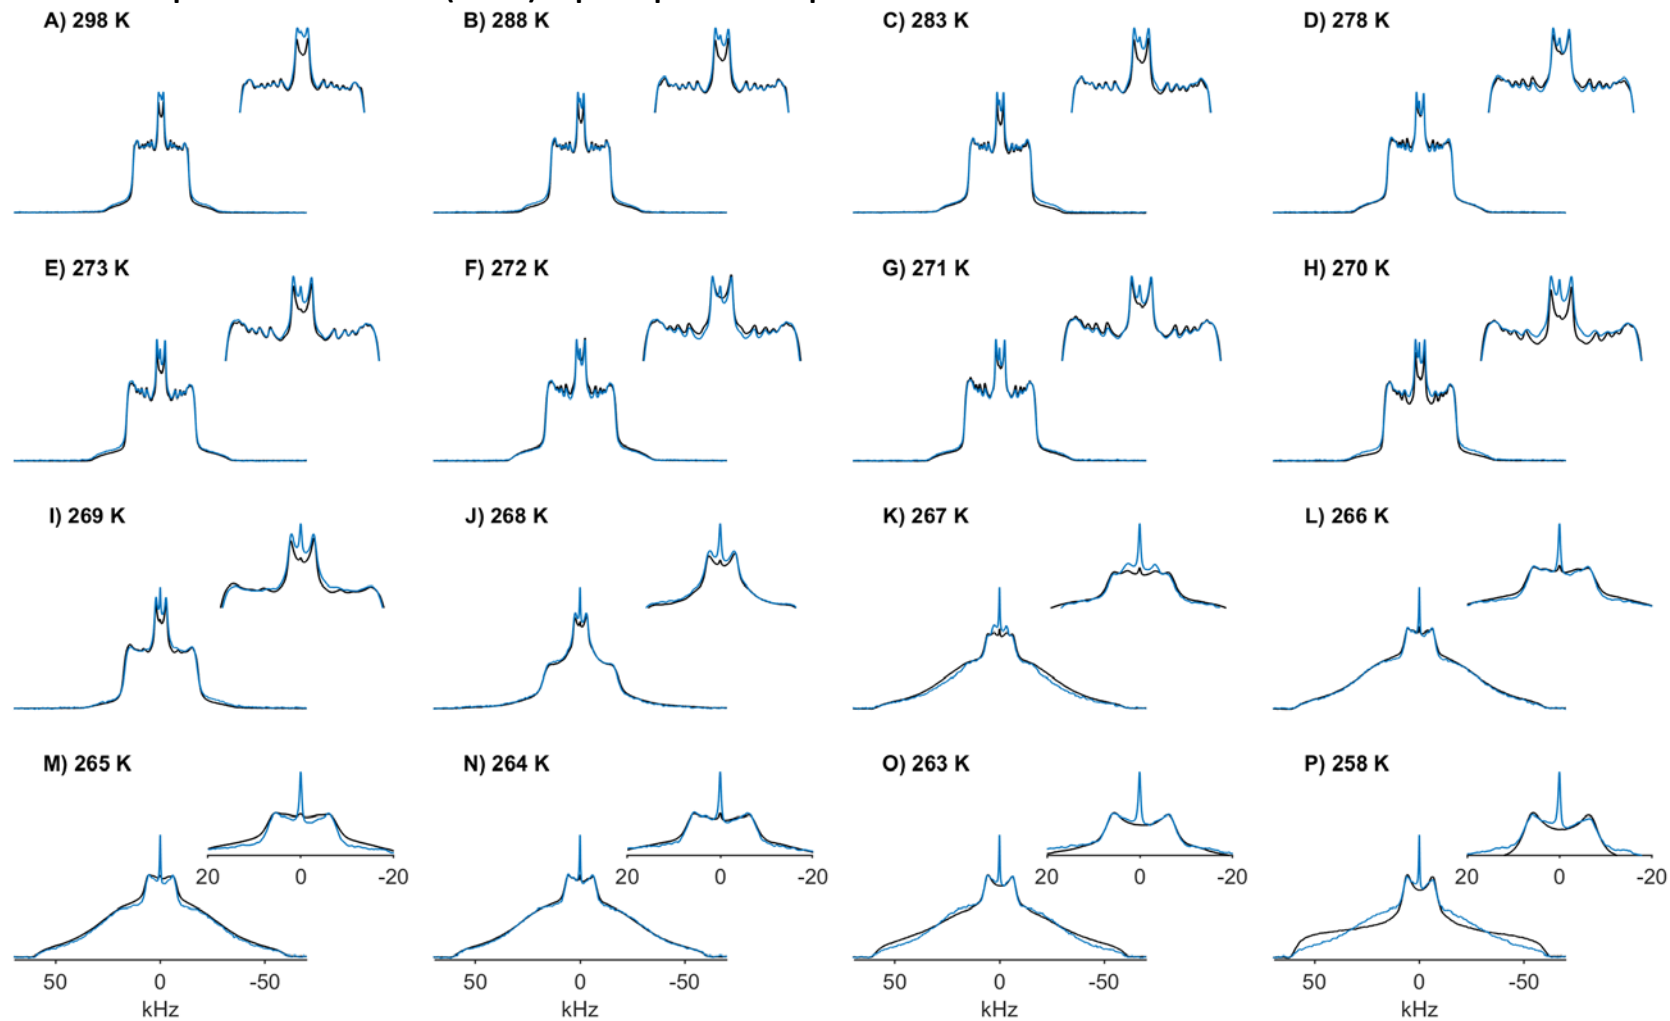 A) 298 K
B) 288 K
C) 283 K
D) 278 K
E) 273 K
F) 272 K
G) 271 K
H) 270 K
I) 269 K
J) 268 K
K) 267 K
L) 266 K
M) 265 K
N) 264 K
O) 263 K
P) 258 K
20 0 -20
20 0 -20
20 0 -20
20 0 -20
50 0 -50
50 0 -50
50 0 -50
50 0 -50
kHz
kHz
kHz
kHz